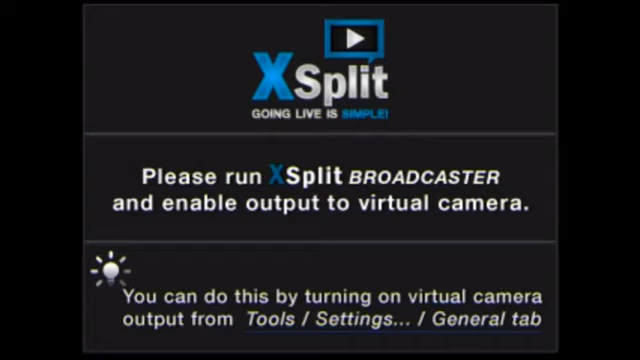 XSplit
GOING LIVE IS SIMPLE!
Please run XSplit BROADCASTER
and enable output to virtual camera.
You can do this by turning on virtual camera
output from Tools / Settings... / General tab